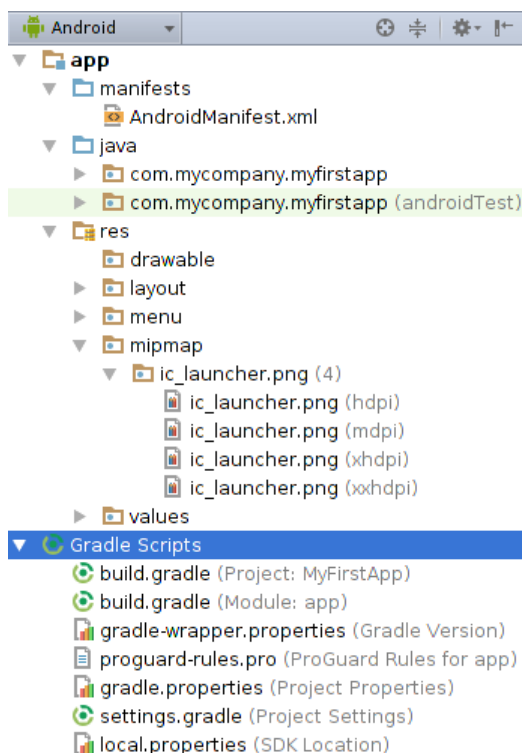 Android
app
manifests
AndroidManifest.xml
java
com.mycompany.myfirstapp
com.mycompany.myfirstapp (androidTest)
res
drawable
layout
menu
mipmap
ic_launcher.png (4)
ic_launcher.png (hdpi)
ic_launcher.png (mdpi)
ic_launcher.png (xhdpi)
ic_launcher.png (xxhdpi)
values
Gradle Scripts
build.gradle (Project: MyFirstApp)
build.gradle (Module: app)
gradle-wrapper.properties (Gradle Version)
proguard-rules.pro (ProGuard Rules for app)
gradle.properties (Project Properties)
settings.gradle (Project Settings)
local.properties (SDK Location)